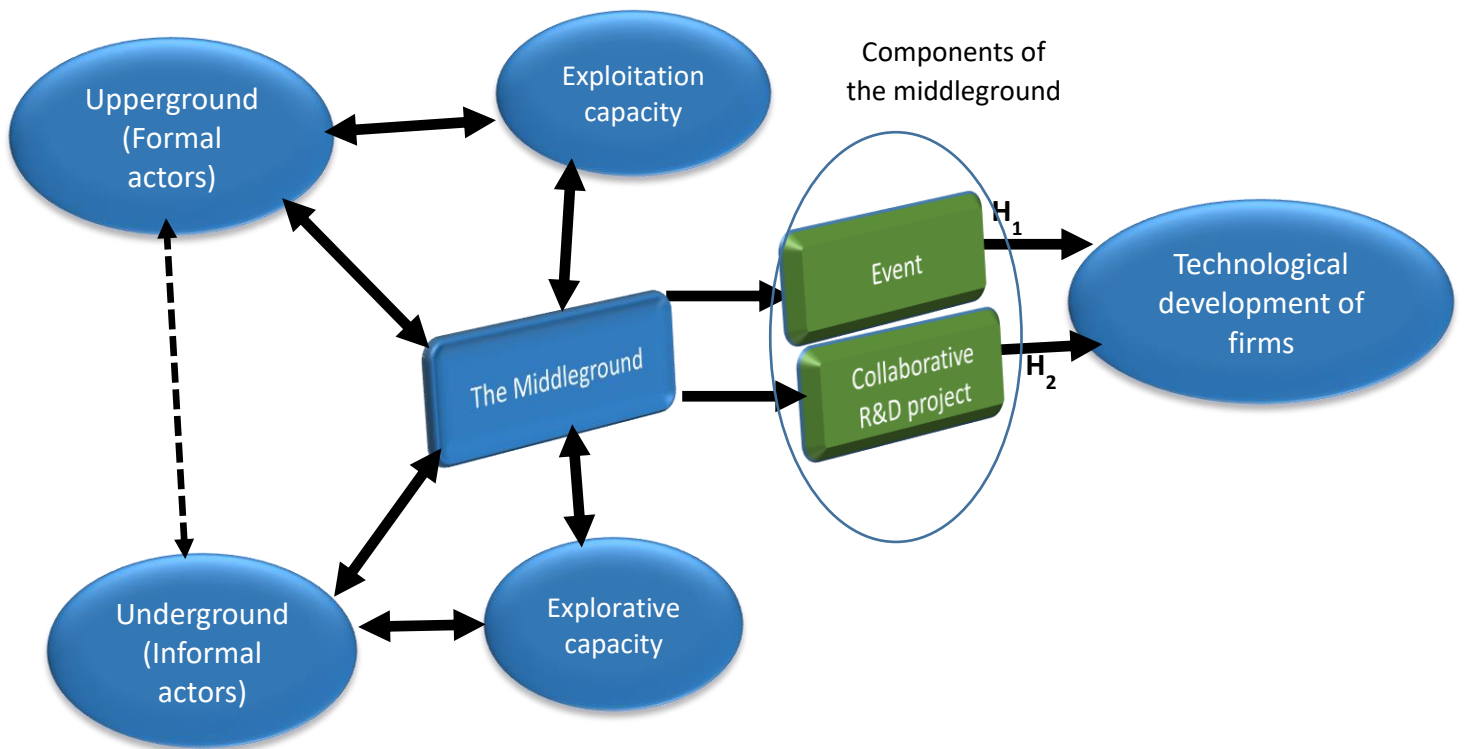 Upperground
(Formal
actors)
Exploitation
capacity
Components of
the middleground
H1
Event
Technological
development of
firms
The Middleground
Collaborative
R&D project
H2
Underground
(Informal
actors)
Explorative
capacity